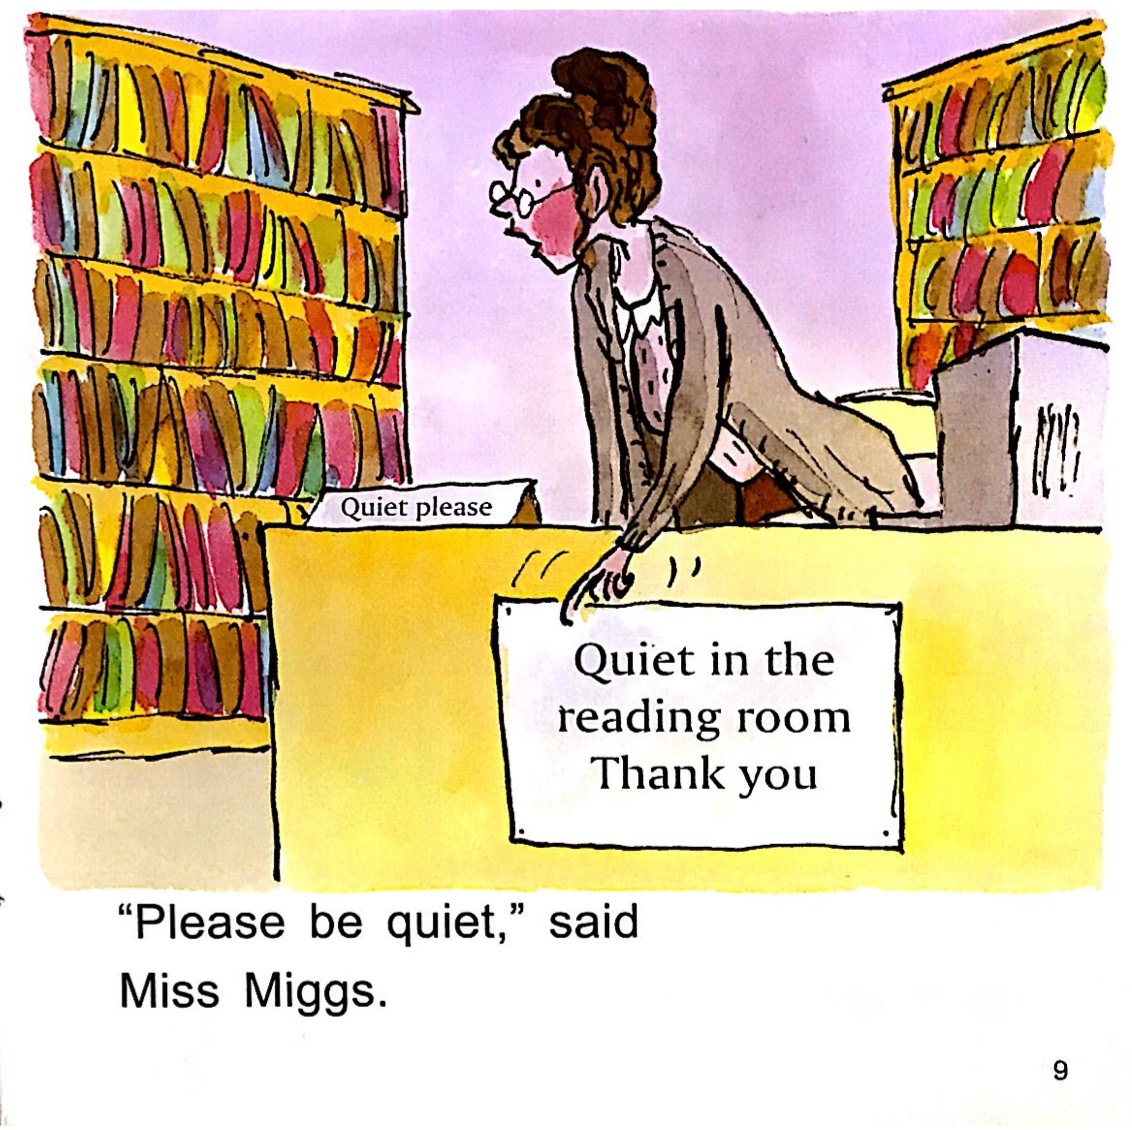 Quiet please
Quiet in the
reading room
Thank you
“Please be quiet,” said
Miss Miggs.
9